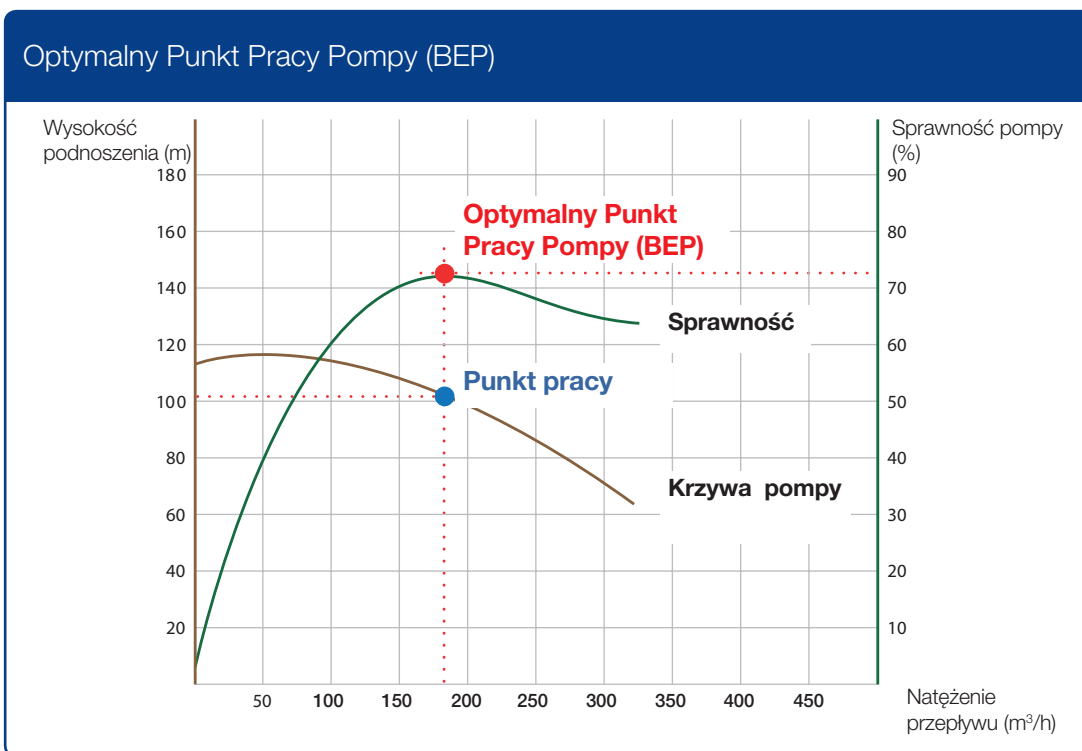 Optymalny Punkt Pracy Pompy (BEP)
Wysokość
podnoszenia (m)
Sprawność pompy
(%)
180
90
Optymalny Punkt
Pracy Pompy (BEP)
160
80
140
70
Sprawność
120
60
Punkt pracy
100
50
80
40
Krzywa pompy
60
30
40
20
20
10
50 100 150 200 250 300 350 400 450
Natężenie
przepływu (m³/h)